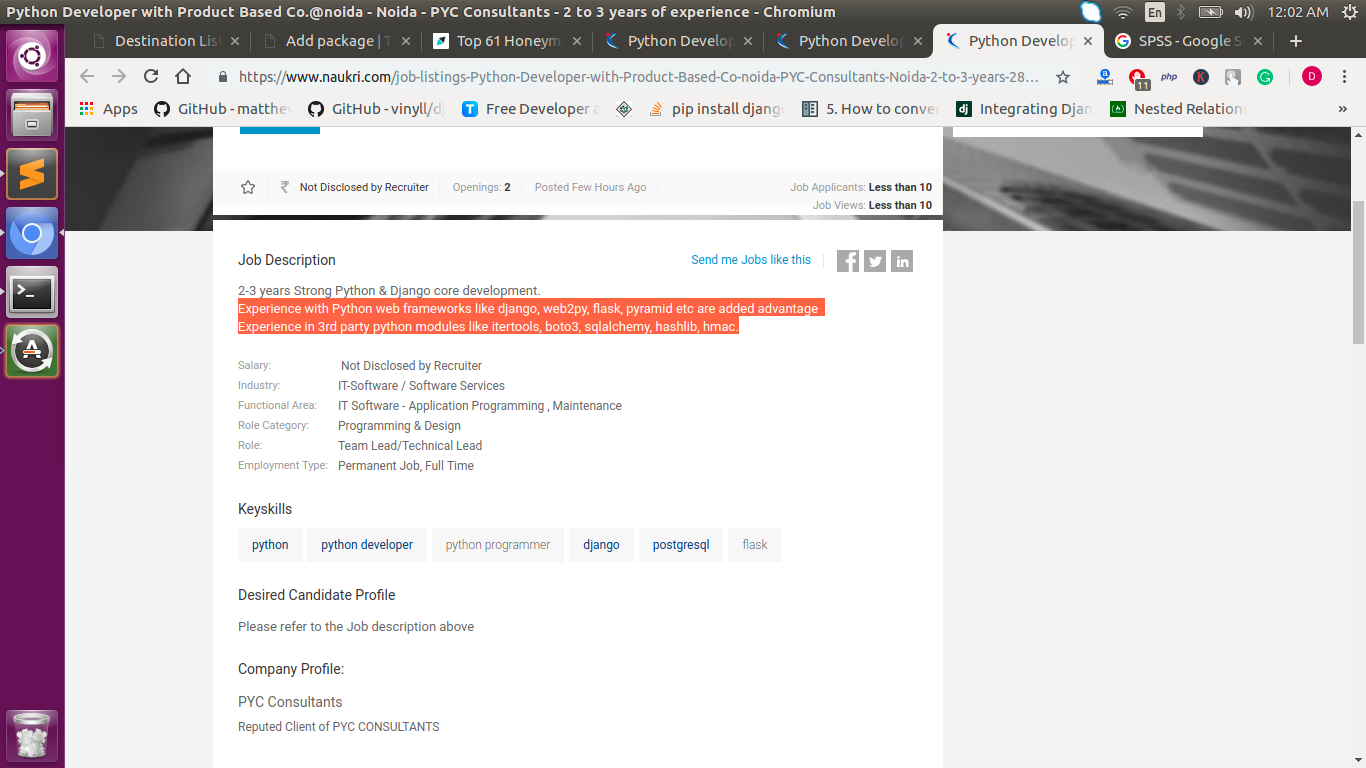 Python Developer with Product Based Co.@noida - Noida - PYC Consultants - 2 to 3 years of experience - Chromium
En
12:02 AM
Destination Lis
Add package | T
Top 61 Honeym
Python Develop
Python Develop
Python Develop
SPSS - Google S
https://www.naukri.com/job-listings-Python-Developer-with-Product-Based-Co-noida-PYC-Consultants-Noida-2-to-3-years-28...
11
php
K
D
Apps
GitHub - matthew
GitHub - vinyll/dj
Free Developer a
pip install django
5. How to conver
dj
Integrating Djan
Nested Relations
»
₹ Not Disclosed by Recruiter
Openings: 2
Posted Few Hours Ago
Job Applicants: Less than 10
Job Views: Less than 10
Job Description
Send me Jobs like this
2-3 years Strong Python & Django core development.
Experience with Python web frameworks like django, web2py, flask, pyramid etc are added advantage
Experience in 3rd party python modules like itertools, boto3, sqlalchemy, hashlib, hmac.
Salary: Not Disclosed by Recruiter
Industry: IT-Software / Software Services
Functional Area: IT Software - Application Programming , Maintenance
Role Category: Programming & Design
Role: Team Lead/Technical Lead
Employment Type: Permanent Job, Full Time
Keyskills
python
python developer
python programmer
django
postgresql
flask
Desired Candidate Profile
Please refer to the Job description above
Company Profile:
PYC Consultants
Reputed Client of PYC CONSULTANTS